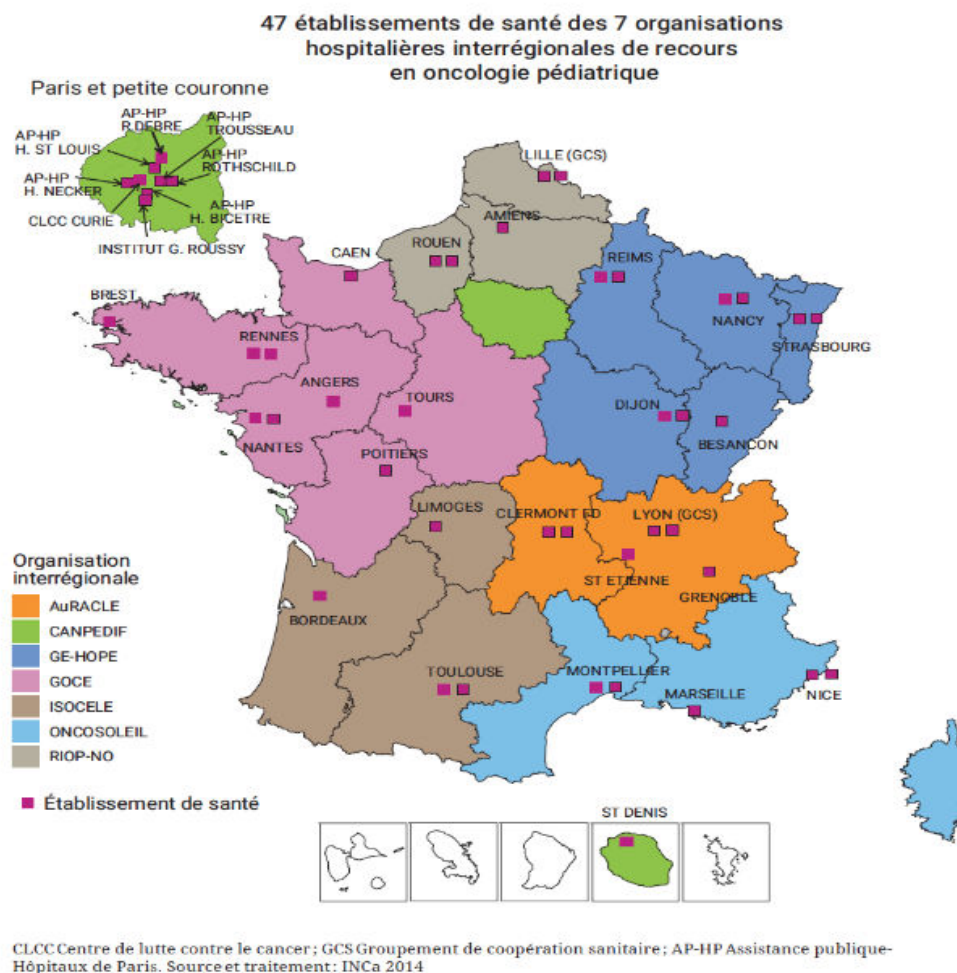 47 établissements de santé des 7 organisations
hospitalières interrégionales de recours
en oncologie pédiatrique
Paris et petite couronne
AP-HP
R.DEBRE
AP-HP
TROUSSEAU
AP-HP
H. ST LOUIS
AP-HP
ROTHSCHILD
AP-HP
H. NECKER
AP-HP
H. BICETRE
CLCC CURIE
INSTITUT G. ROUSSY
LILLE (GCS)
AMIENS
ROUEN
CAEN
REIMS
BREST
NANCY
RENNES
STRASBOURG
ANGERS
TOURS
DIJON
NANTES
BESANCON
POITIERS
LIMOGES
CLERMONT FD
LYON (GCS)
ST ETIENNE
GRENOBLE
BORDEAUX
TOULOUSE
MONTPELLIER
MARSEILLE
NICE
Organisation
interrégionale
AuRACLE
CANPEDIF
GE-HOPE
GOCE
ISOCELE
ONCOSOLEIL
RIOP-NO
Établissement de santé
ST DENIS
CLCC Centre de lutte contre le cancer ; GCS Groupement de coopération sanitaire ; AP-HP Assistance publique-
Hôpitaux de Paris. Source et traitement : INCa 2014